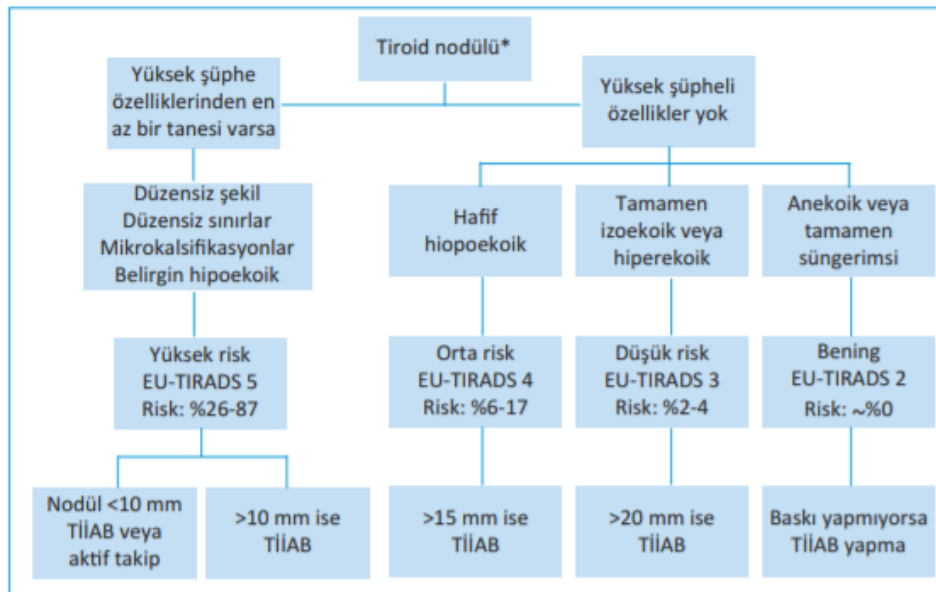 Tiroid nodülü*
Yüksek şüphe
özelliklerinden en
az bir tanesi varsa
Yüksek şüpheli
özellikler yok
Düzensiz şekil
Düzensiz sınırlar
Mikrokalsifikasyonlar
Belirgin hipoekoik
Hafif
hiopoekoik
Tamamen
izoekoik veya
hiperekoik
Anekoik veya
tamamen
süngerimsi
Yüksek risk
EU-TIRADS 5
Risk: %26-87
Orta risk
EU-TIRADS 4
Risk: %6-17
Düşük risk
EU-TIRADS 3
Risk: %2-4
Bening
EU-TIRADS 2
Risk: ~%0
Nodül <10 mm
TİİAB veya
aktif takip
>10 mm ise
TİİAB
>15 mm ise
TİİAB
>20 mm ise
TİİAB
Baskı yapmıyorsa
TİİAB yapma